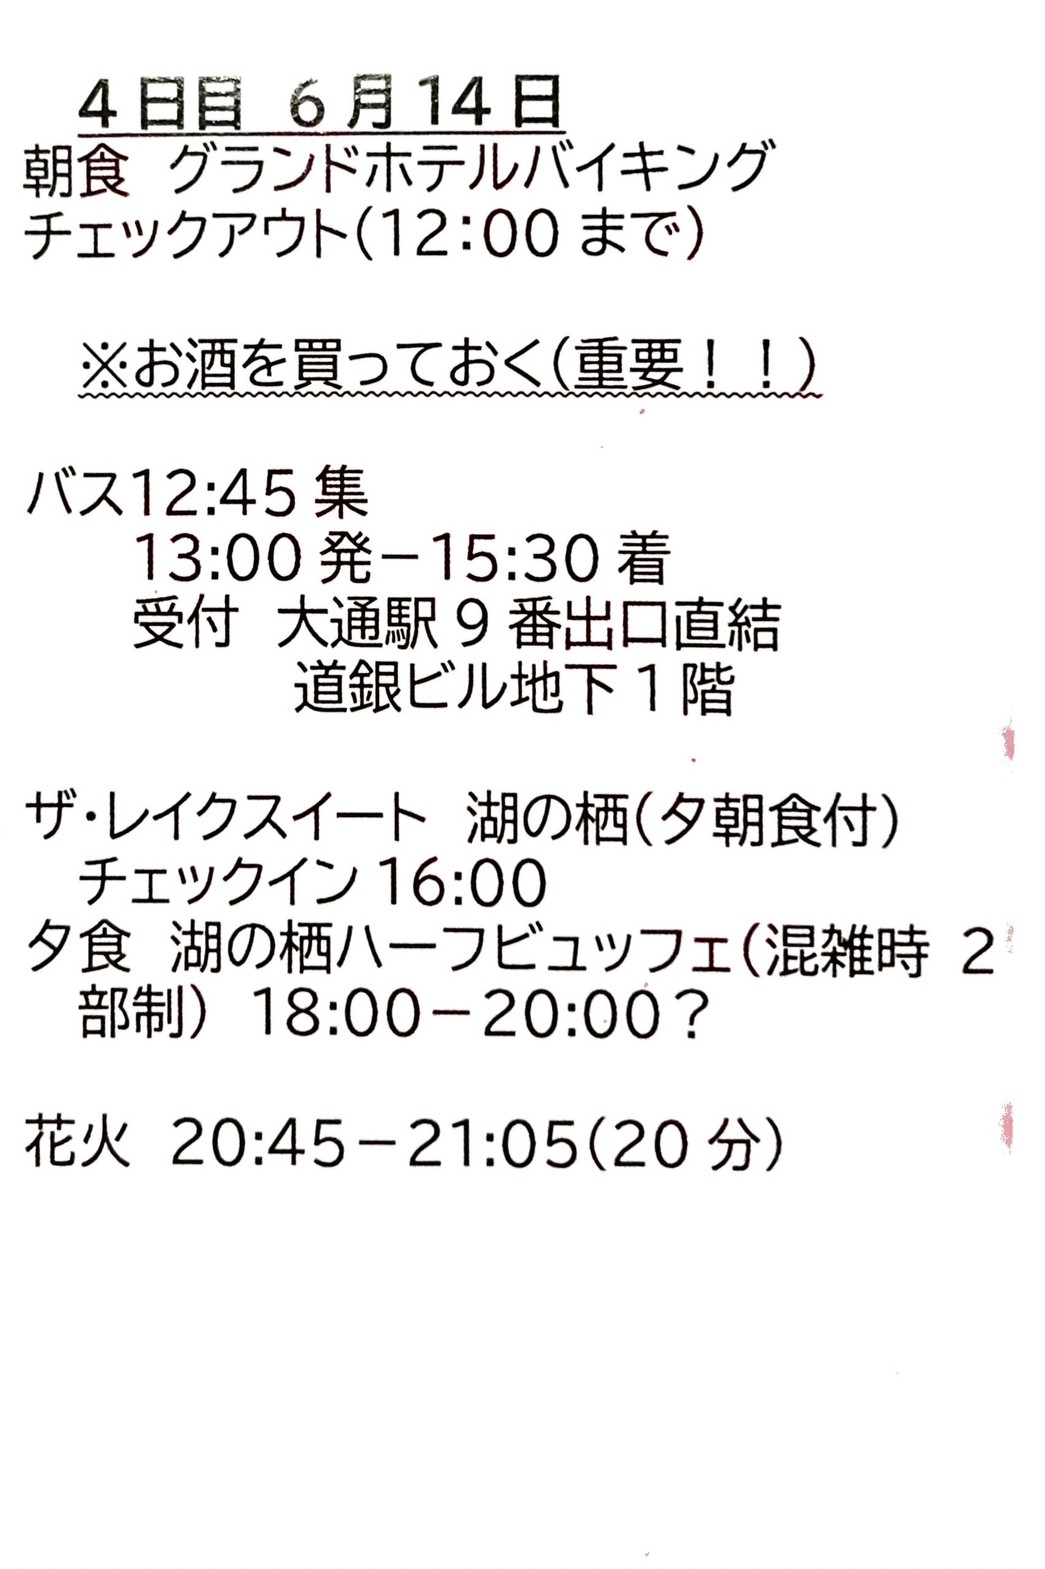 4日目 6月14日
朝食 グランドホテルバイキング
チェックアウト(12:00まで)
※お酒を買っておく(重要!!)
バス12:45集
13:00発－15:30着
受付 大通駅9番出口直結
道銀ビル地下1階
ザ・レイクスイート 湖の栖(夕朝食付)
チェックイン16:00
夕食 湖の栖ハーフビュッフェ(混雑時 2
部制) 18:00－20:00?
花火 20:45－21:05(20分)